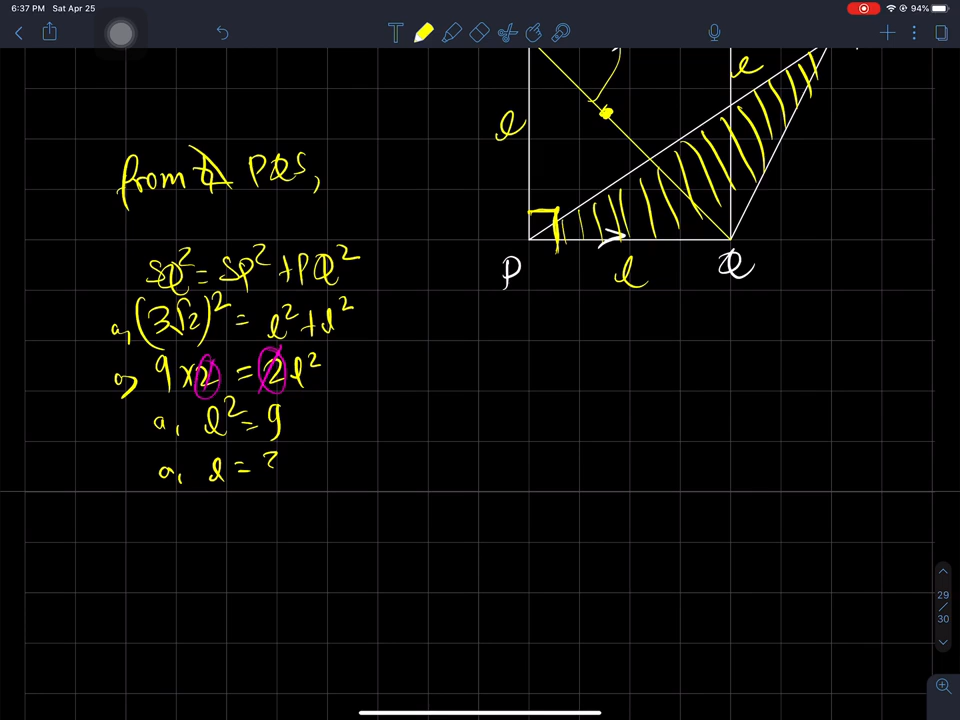 6:37 PM Sat Apr 25
94%
T
l
l
from PQS,
P
l
Q
SQ² = SP² + PQ²
a, (3√2)² = l² + l²
9 × 2 = 2l²
a, l² = 9
a, l =
29
/
30